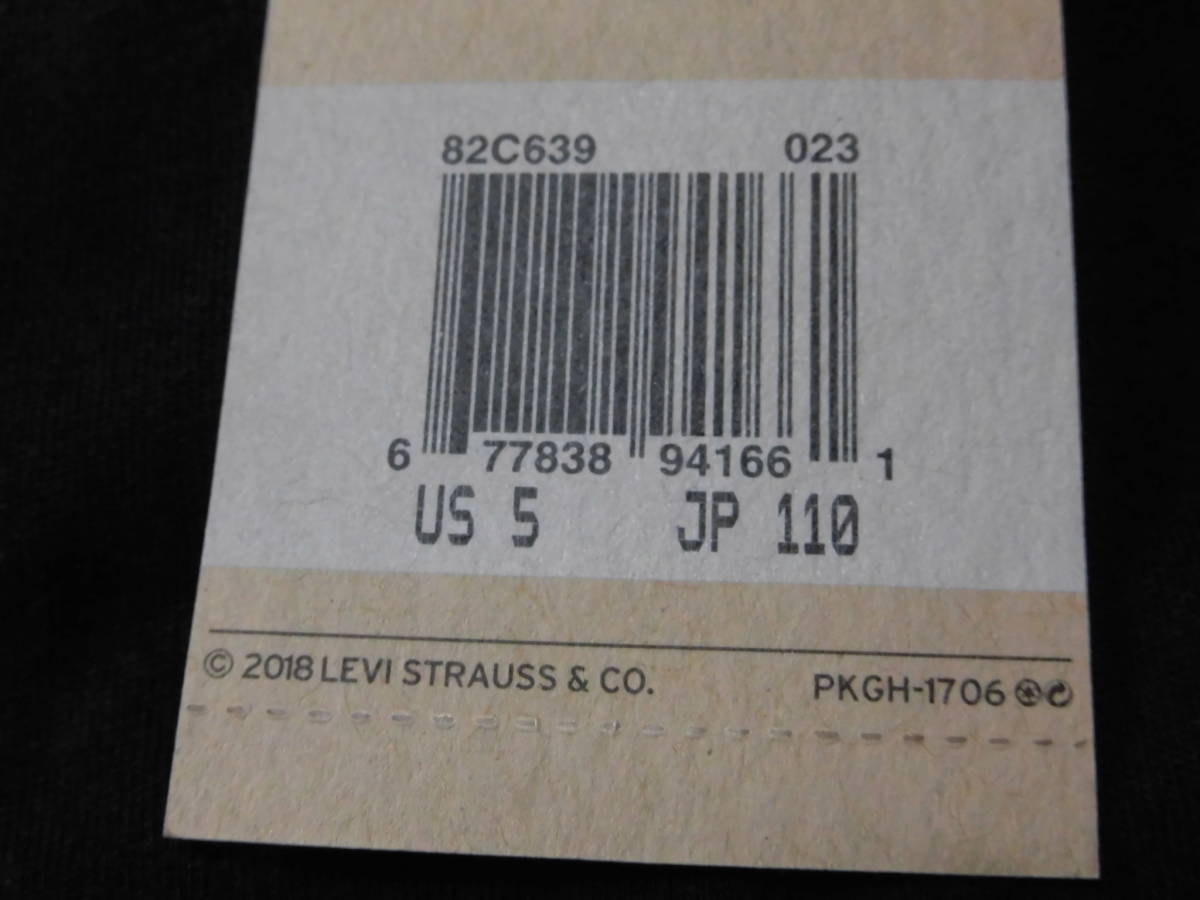 82C639 023
6 77838 94166 1
US 5 JP 110
© 2018 LEVI STRAUSS & CO. PKGH-1706